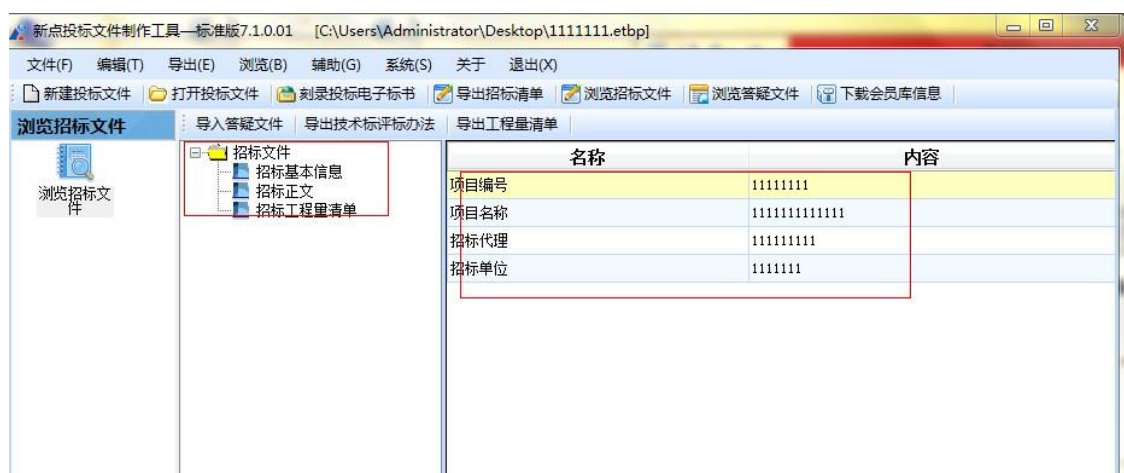 新点投标文件制作工具—标准版7.1.0.01 [C:\Users\Administrator\Desktop\1111111.etbp]
文件(F) 编辑(T) 导出(E) 浏览(B) 辅助(G) 系统(S) 关于 退出(X)
新建投标文件 打开投标文件 刻录投标电子标书 导出招标清单 浏览招标文件 浏览答疑文件 下载会员库信息
浏览招标文件 导入答疑文件 导出技术标评标办法 导出工程量清单
浏览招标文
件
招标文件
招标基本信息
招标正文
招标工程量清单
名称 内容
项目编号 11111111
项目名称 1111111111111
招标代理 111111111
招标单位 1111111